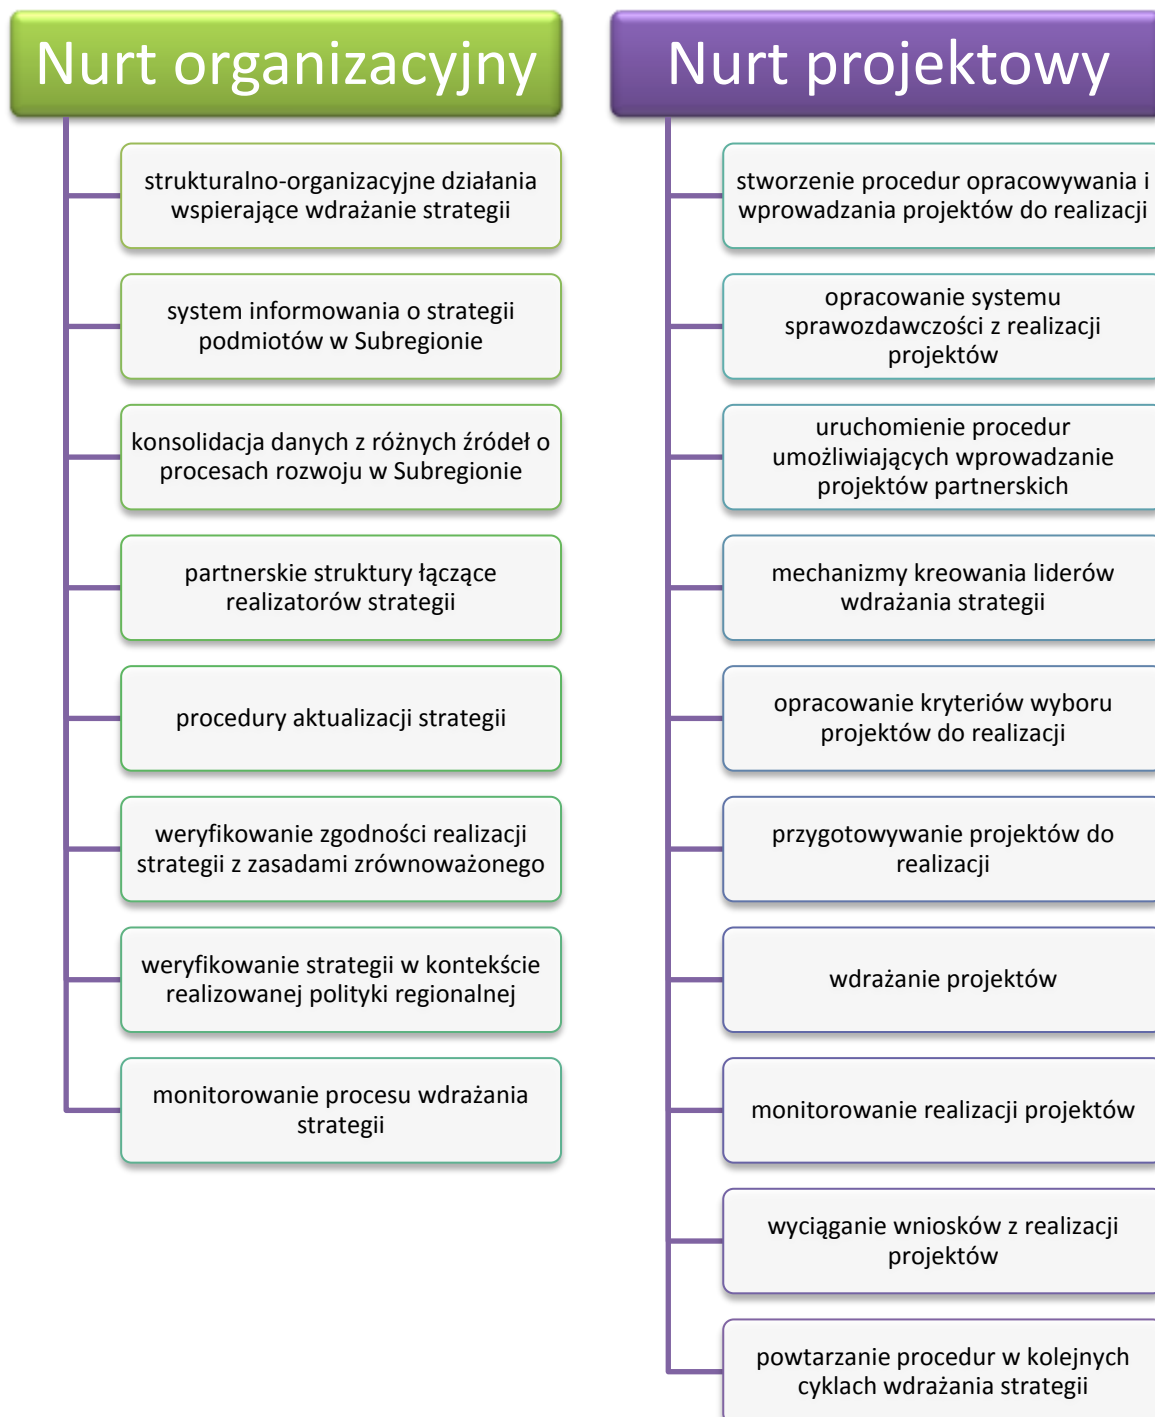 Nurt organizacyjny
strukturalno-organizacyjne działania
wspierające wdrażanie strategii
system informowania o strategii
podmiotów w Subregionie
konsolidacja danych z różnych źródeł o
procesach rozwoju w Subregionie
partnerskie struktury łączące
realizatorów strategii
procedury aktualizacji strategii
weryfikowanie zgodności realizacji
strategii z zasadami zrównoważonego
weryfikowanie strategii w kontekście
realizowanej polityki regionalnej
monitorowanie procesu wdrażania
strategii
Nurt projektowy
stworzenie procedur opracowywania i
wprowadzania projektów do realizacji
opracowanie systemu
sprawozdawczości z realizacji
projektów
uruchomienie procedur
umożliwiających wprowadzanie
projektów partnerskich
mechanizmy kreowania liderów
wdrażania strategii
opracowanie kryteriów wyboru
projektów do realizacji
przygotowywanie projektów do
realizacji
wdrażanie projektów
monitorowanie realizacji projektów
wyciąganie wniosków z realizacji
projektów
powtarzanie procedur w kolejnych
cyklach wdrażania strategii